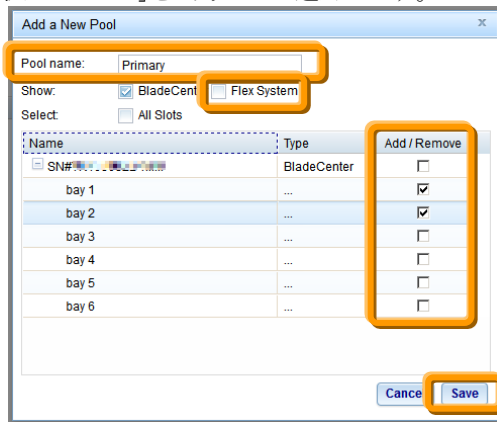 Add a New Pool x
Pool name: Primary
Show: BladeCent Flex System
Select: All Slots
Name Type Add / Remove
SN# BladeCenter
bay 1 ...
bay 2 ...
bay 3 ...
bay 4 ...
bay 5 ...
bay 6 ...
Cance Save